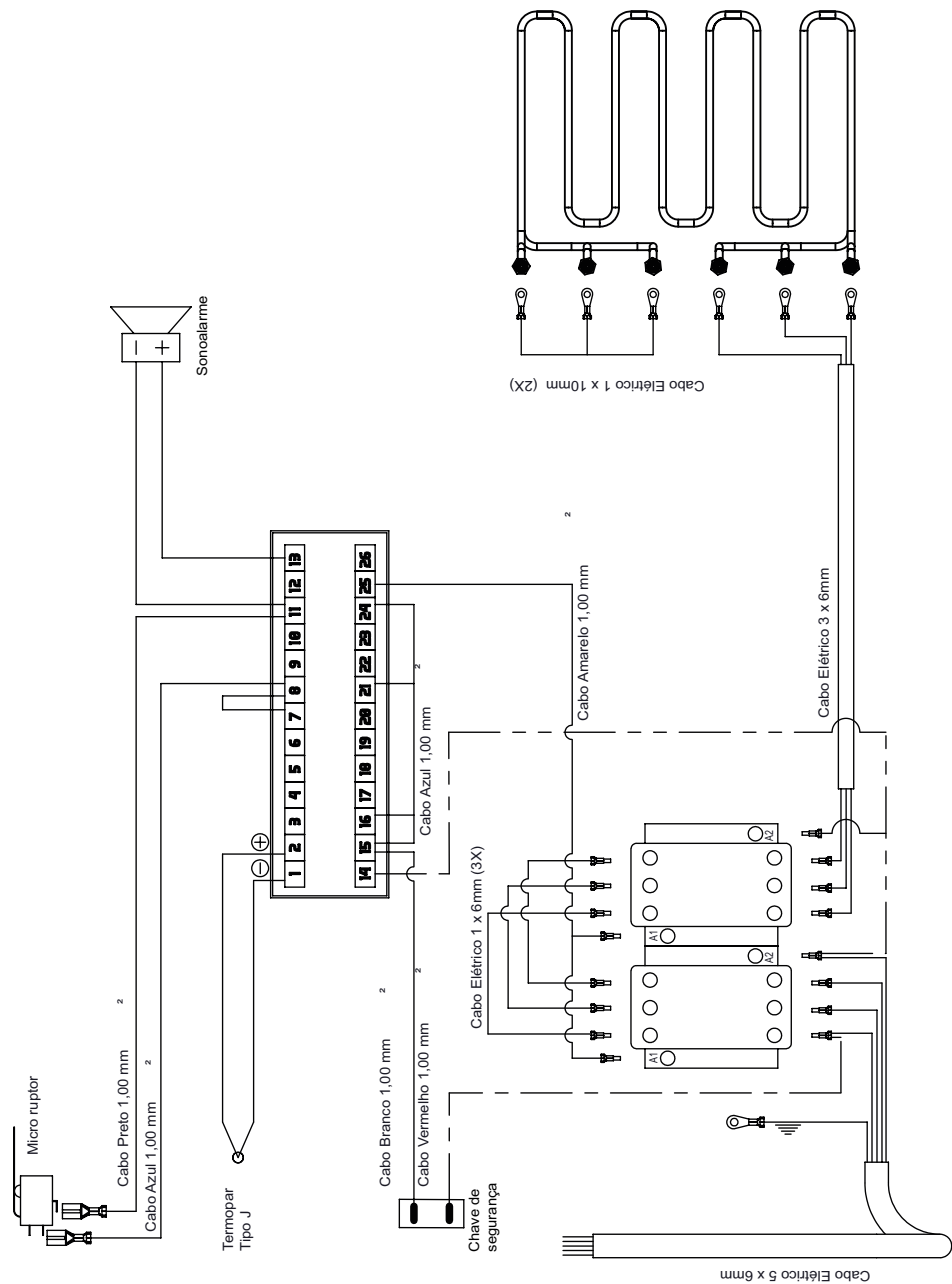 Micro ruptor
Cabo Preto 1,00 mm 2
Cabo Azul 1,00 mm 2
Termopar
Tipo J
Sonoalarme
− +
− +
1 2 3 4 5 6 7 8 9 10 11 12 13
14 15 16 17 18 19 20 21 22 23 24 25 26
Cabo Azul 1,00 mm 2
Cabo Branco 1,00 mm 2
Cabo Vermelho 1,00 mm 2
Chave de
segurança
Cabo Elétrico 1 x 6mm (3X)
Cabo Amarelo 1,00 mm 2
A1
A2
A1
A2
Cabo Elétrico 3 x 6mm
Cabo Elétrico 1 x 10mm (2X)
Cabo Elétrico 5 x 6mm